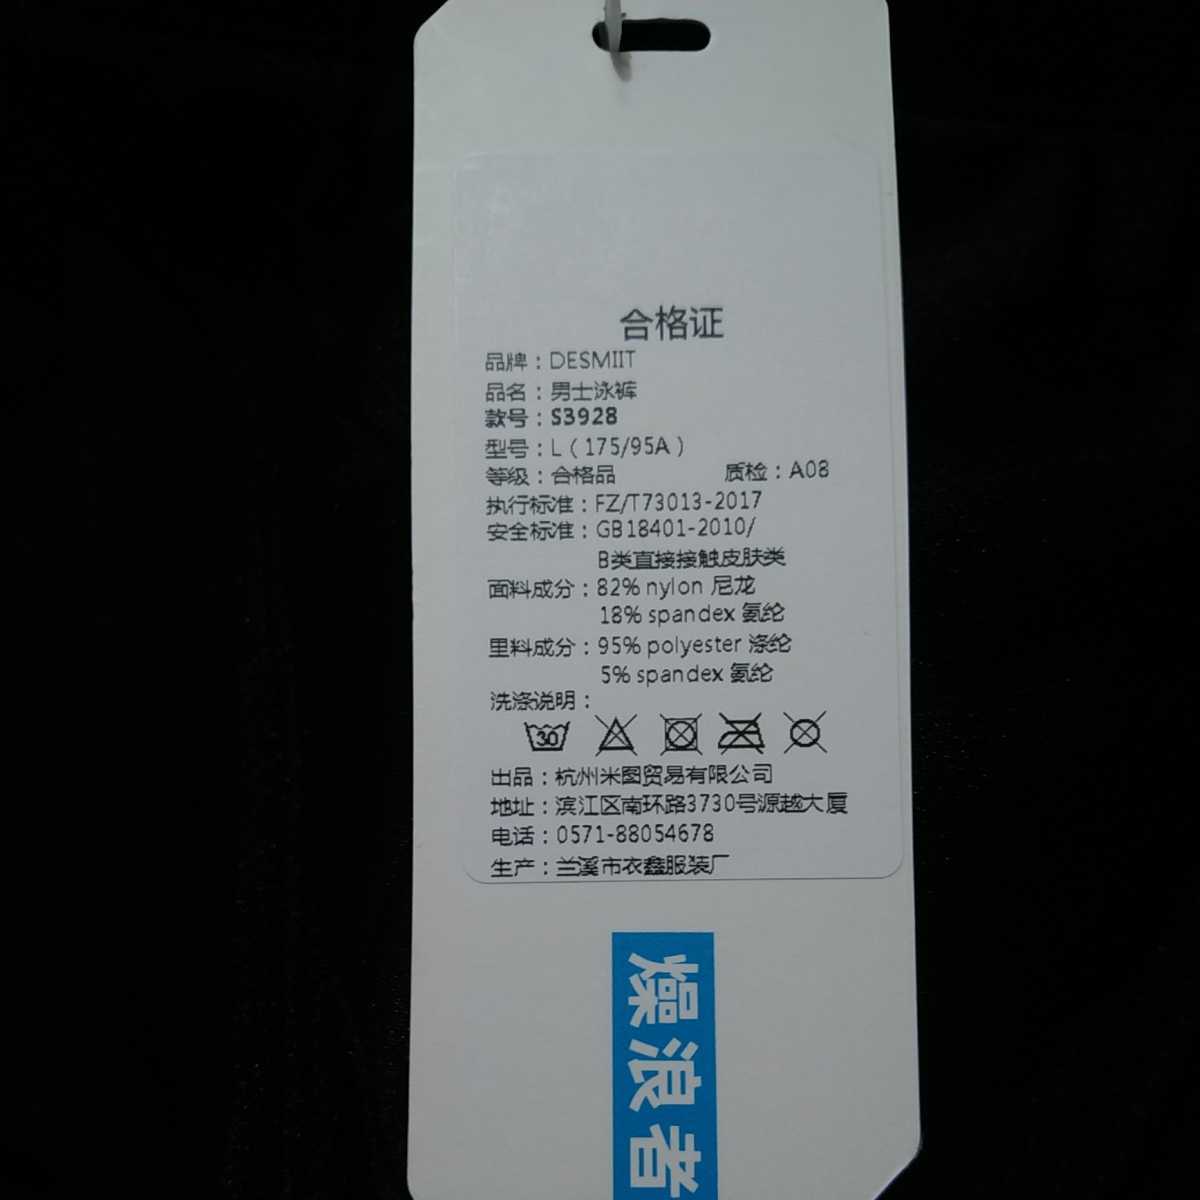 合格证
品牌：DESMIIT
品名：男士泳裤
款号：S3928
型号：L（175/95A）
等级：合格品 质检：A08
执行标准：FZ/T73013-2017
安全标准：GB18401-2010/
B类直接接触皮肤类
面料成分：82% nylon 尼龙
18% spandex 氨纶
里料成分：95% polyester 涤纶
5% spandex 氨纶
洗涤说明：
30
出品：杭州米图贸易有限公司
地址：滨江区南环路3730号源越大厦
电话：0571-88054678
生产：兰溪市衣鑫服装厂
燥浪者